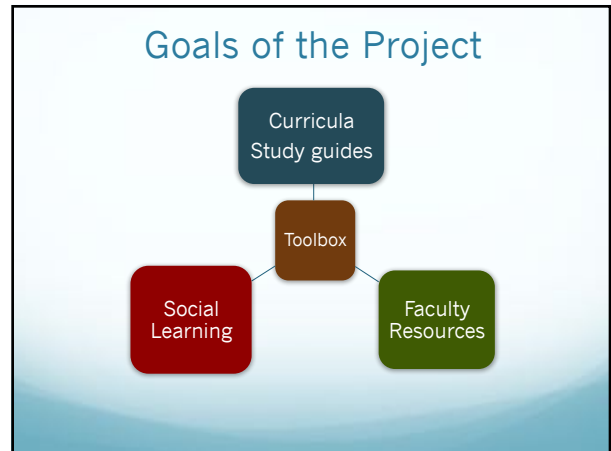 Goals of the Project
Curricula
Study guides
Toolbox
Social
Learning
Faculty
Resources